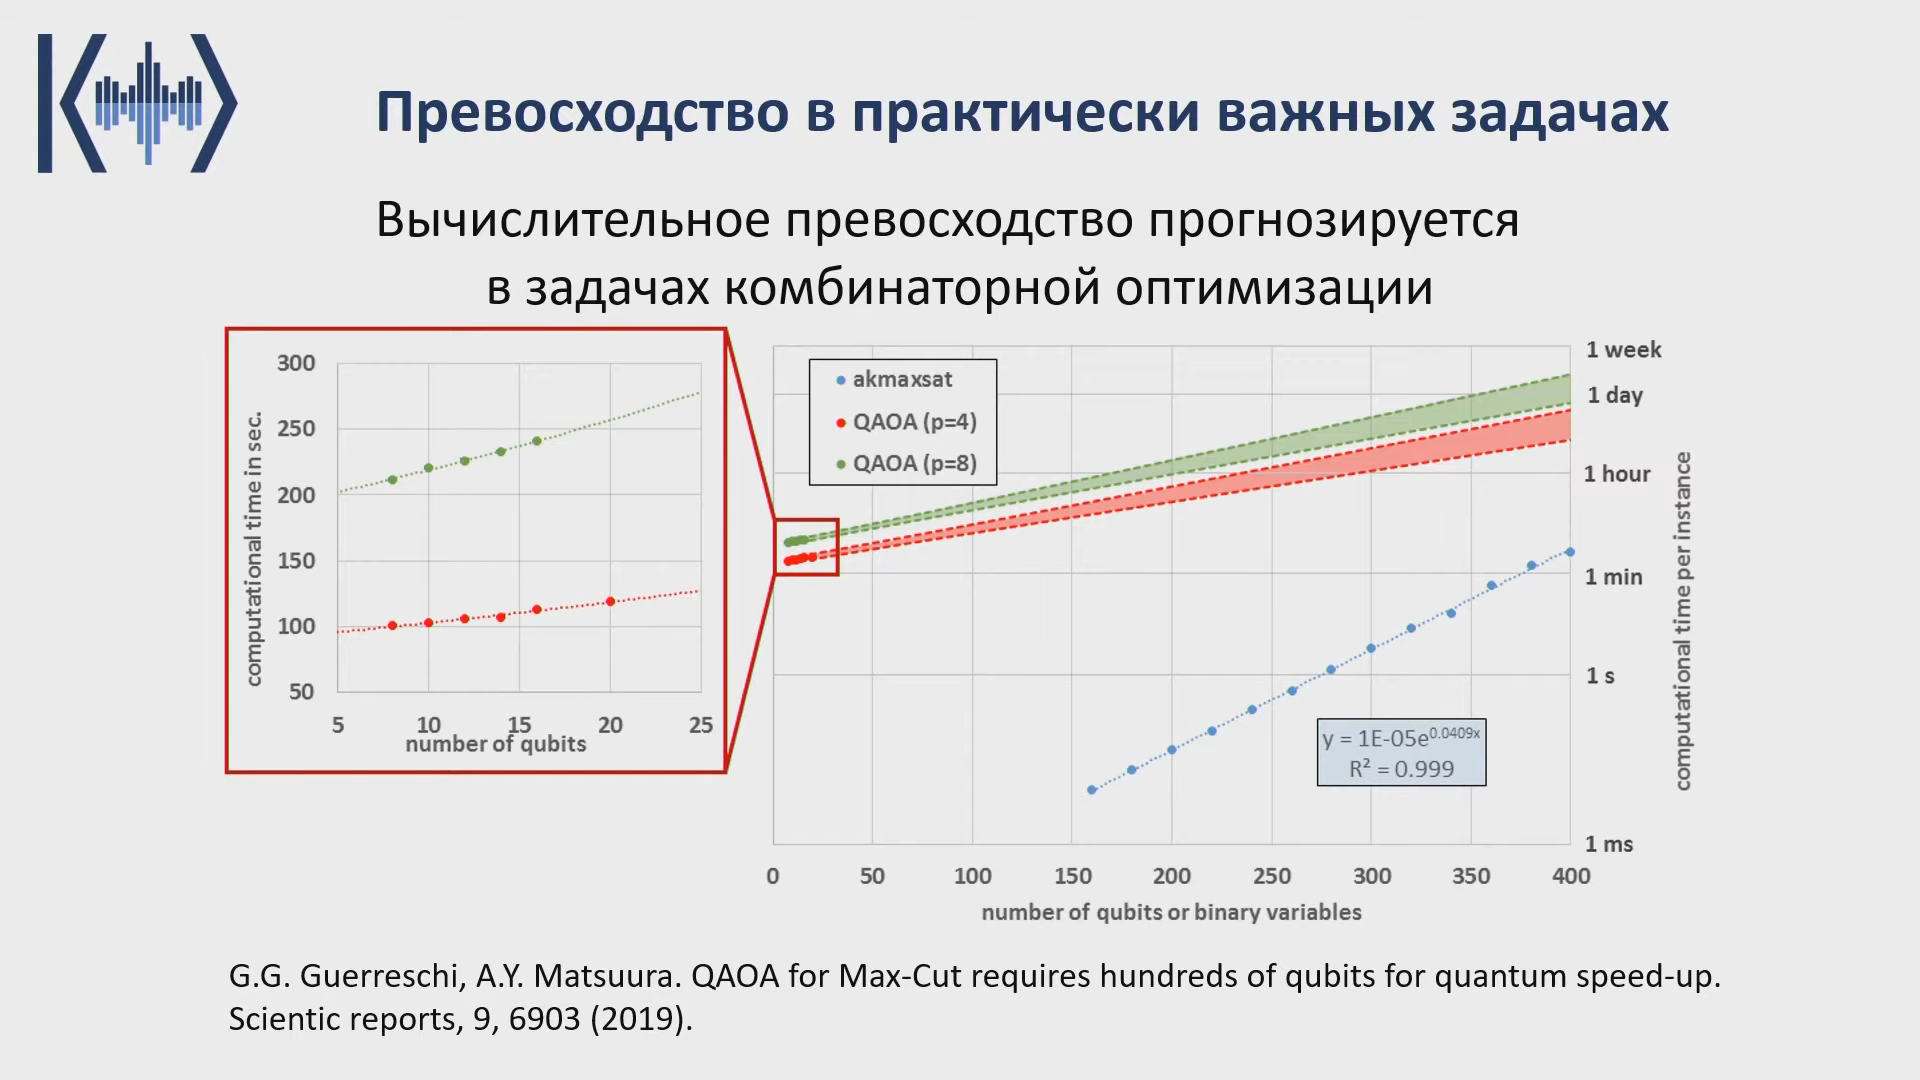 Превосходство в практически важных задачах
Вычислительное превосходство прогнозируется
в задачах комбинаторной оптимизации
300
250
200
150
100
50
computational time in sec.
5 10 15 20 25
number of qubits
akmaxsat
QAOA (p=4)
QAOA (p=8)
y = 1E-05e^0.0409x
R² = 0.999
1 week
1 day
1 hour
1 min
1 s
1 ms
computational time per instance
0 50 100 150 200 250 300 350 400
number of qubits or binary variables
G.G. Guerreschi, A.Y. Matsuura. QAOA for Max-Cut requires hundreds of qubits for quantum speed-up.
Scientic reports, 9, 6903 (2019).